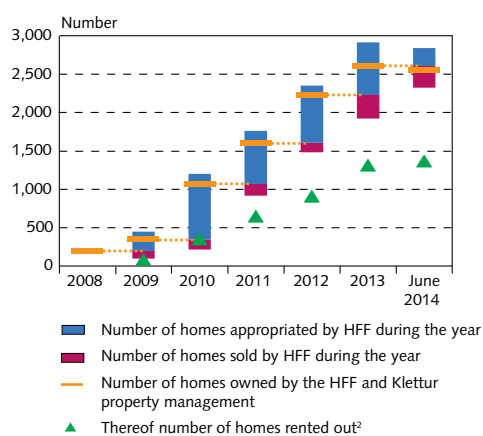 Number
3,000
2,500
2,000
1,500
1,000
500
0
2008 2009 2010 2011 2012 2013 June
2014
Number of homes appropriated by HFF during the year
Number of homes sold by HFF during the year
Number of homes owned by the HFF and Klettur
property management
Thereof number of homes rented out²